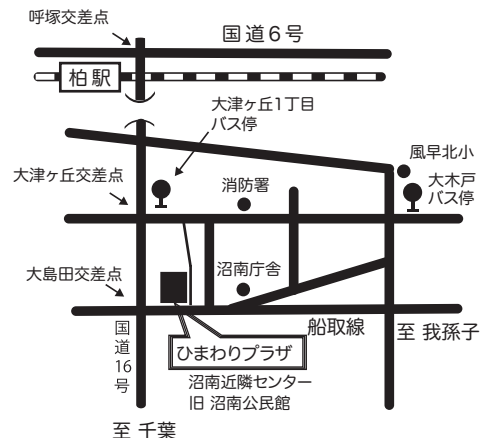 呼塚交差点
国道6号
柏駅
大津ヶ丘1丁目
バス停
風早北小
大津ヶ丘交差点
消防署
大木戸
バス停
大島田交差点
沼南庁舎
船取線
至 我孫子
国道16号
ひまわりプラザ
沼南近隣センター
旧 沼南公民館
至 千葉